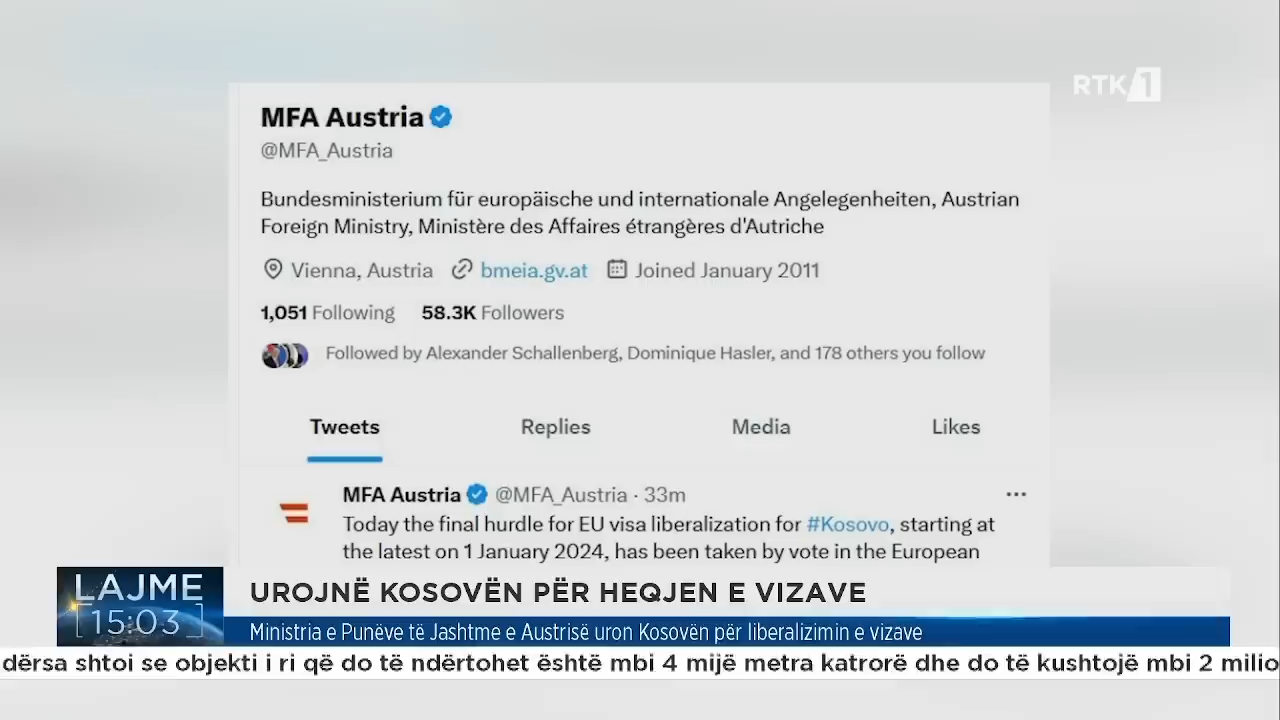 RTK 1
MFA Austria
@MFA_Austria
Bundesministerium für europäische und internationale Angelegenheiten, Austrian
Foreign Ministry, Ministère des Affaires étrangères d'Autriche
Vienna, Austria bmeia.gv.at Joined January 2011
1,051 Following 58.3K Followers
Followed by Alexander Schallenberg, Dominique Hasler, and 178 others you follow
Tweets Replies Media Likes
MFA Austria @MFA_Austria · 33m ...
Today the final hurdle for EU visa liberalization for #Kosovo, starting at
the latest on 1 January 2024, has been taken by vote in the European
LAJME
15:03
UROJNË KOSOVËN PËR HEQJEN E VIZAVE
Ministria e Punëve të Jashtme e Austrisë uron Kosovën për liberalizimin e vizave
dërsa shtoi se objekti i ri që do të ndërtohet është mbi 4 mijë metra katrorë dhe do të kushtojë mbi 2 milio